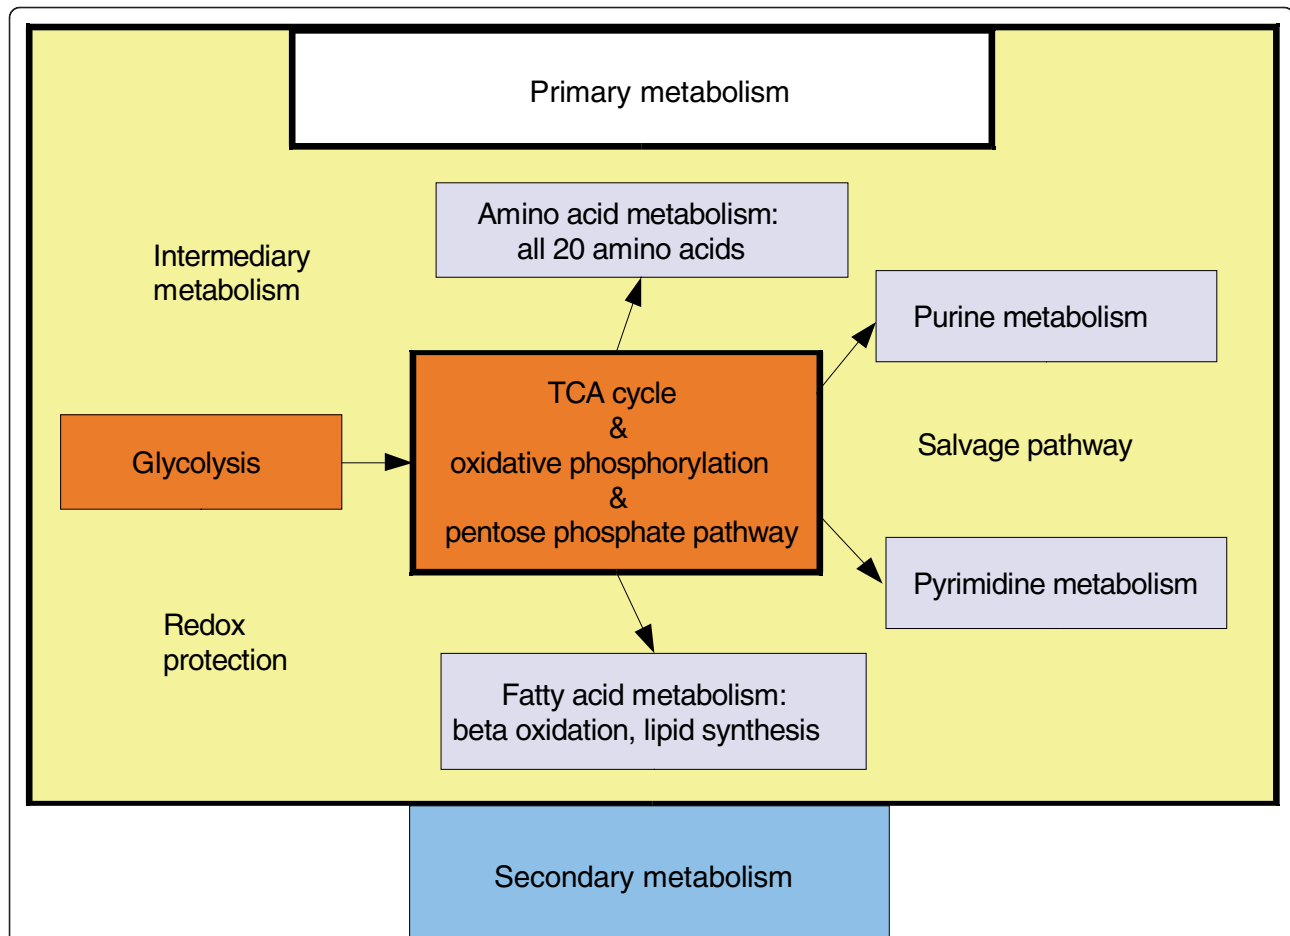 Primary metabolism
Amino acid metabolism:
all 20 amino acids
Intermediary
metabolism
Purine metabolism
TCA cycle
&
oxidative phosphorylation
&
pentose phosphate pathway
Glycolysis
Salvage pathway
Pyrimidine metabolism
Redox
protection
Fatty acid metabolism:
beta oxidation, lipid synthesis
Secondary metabolism